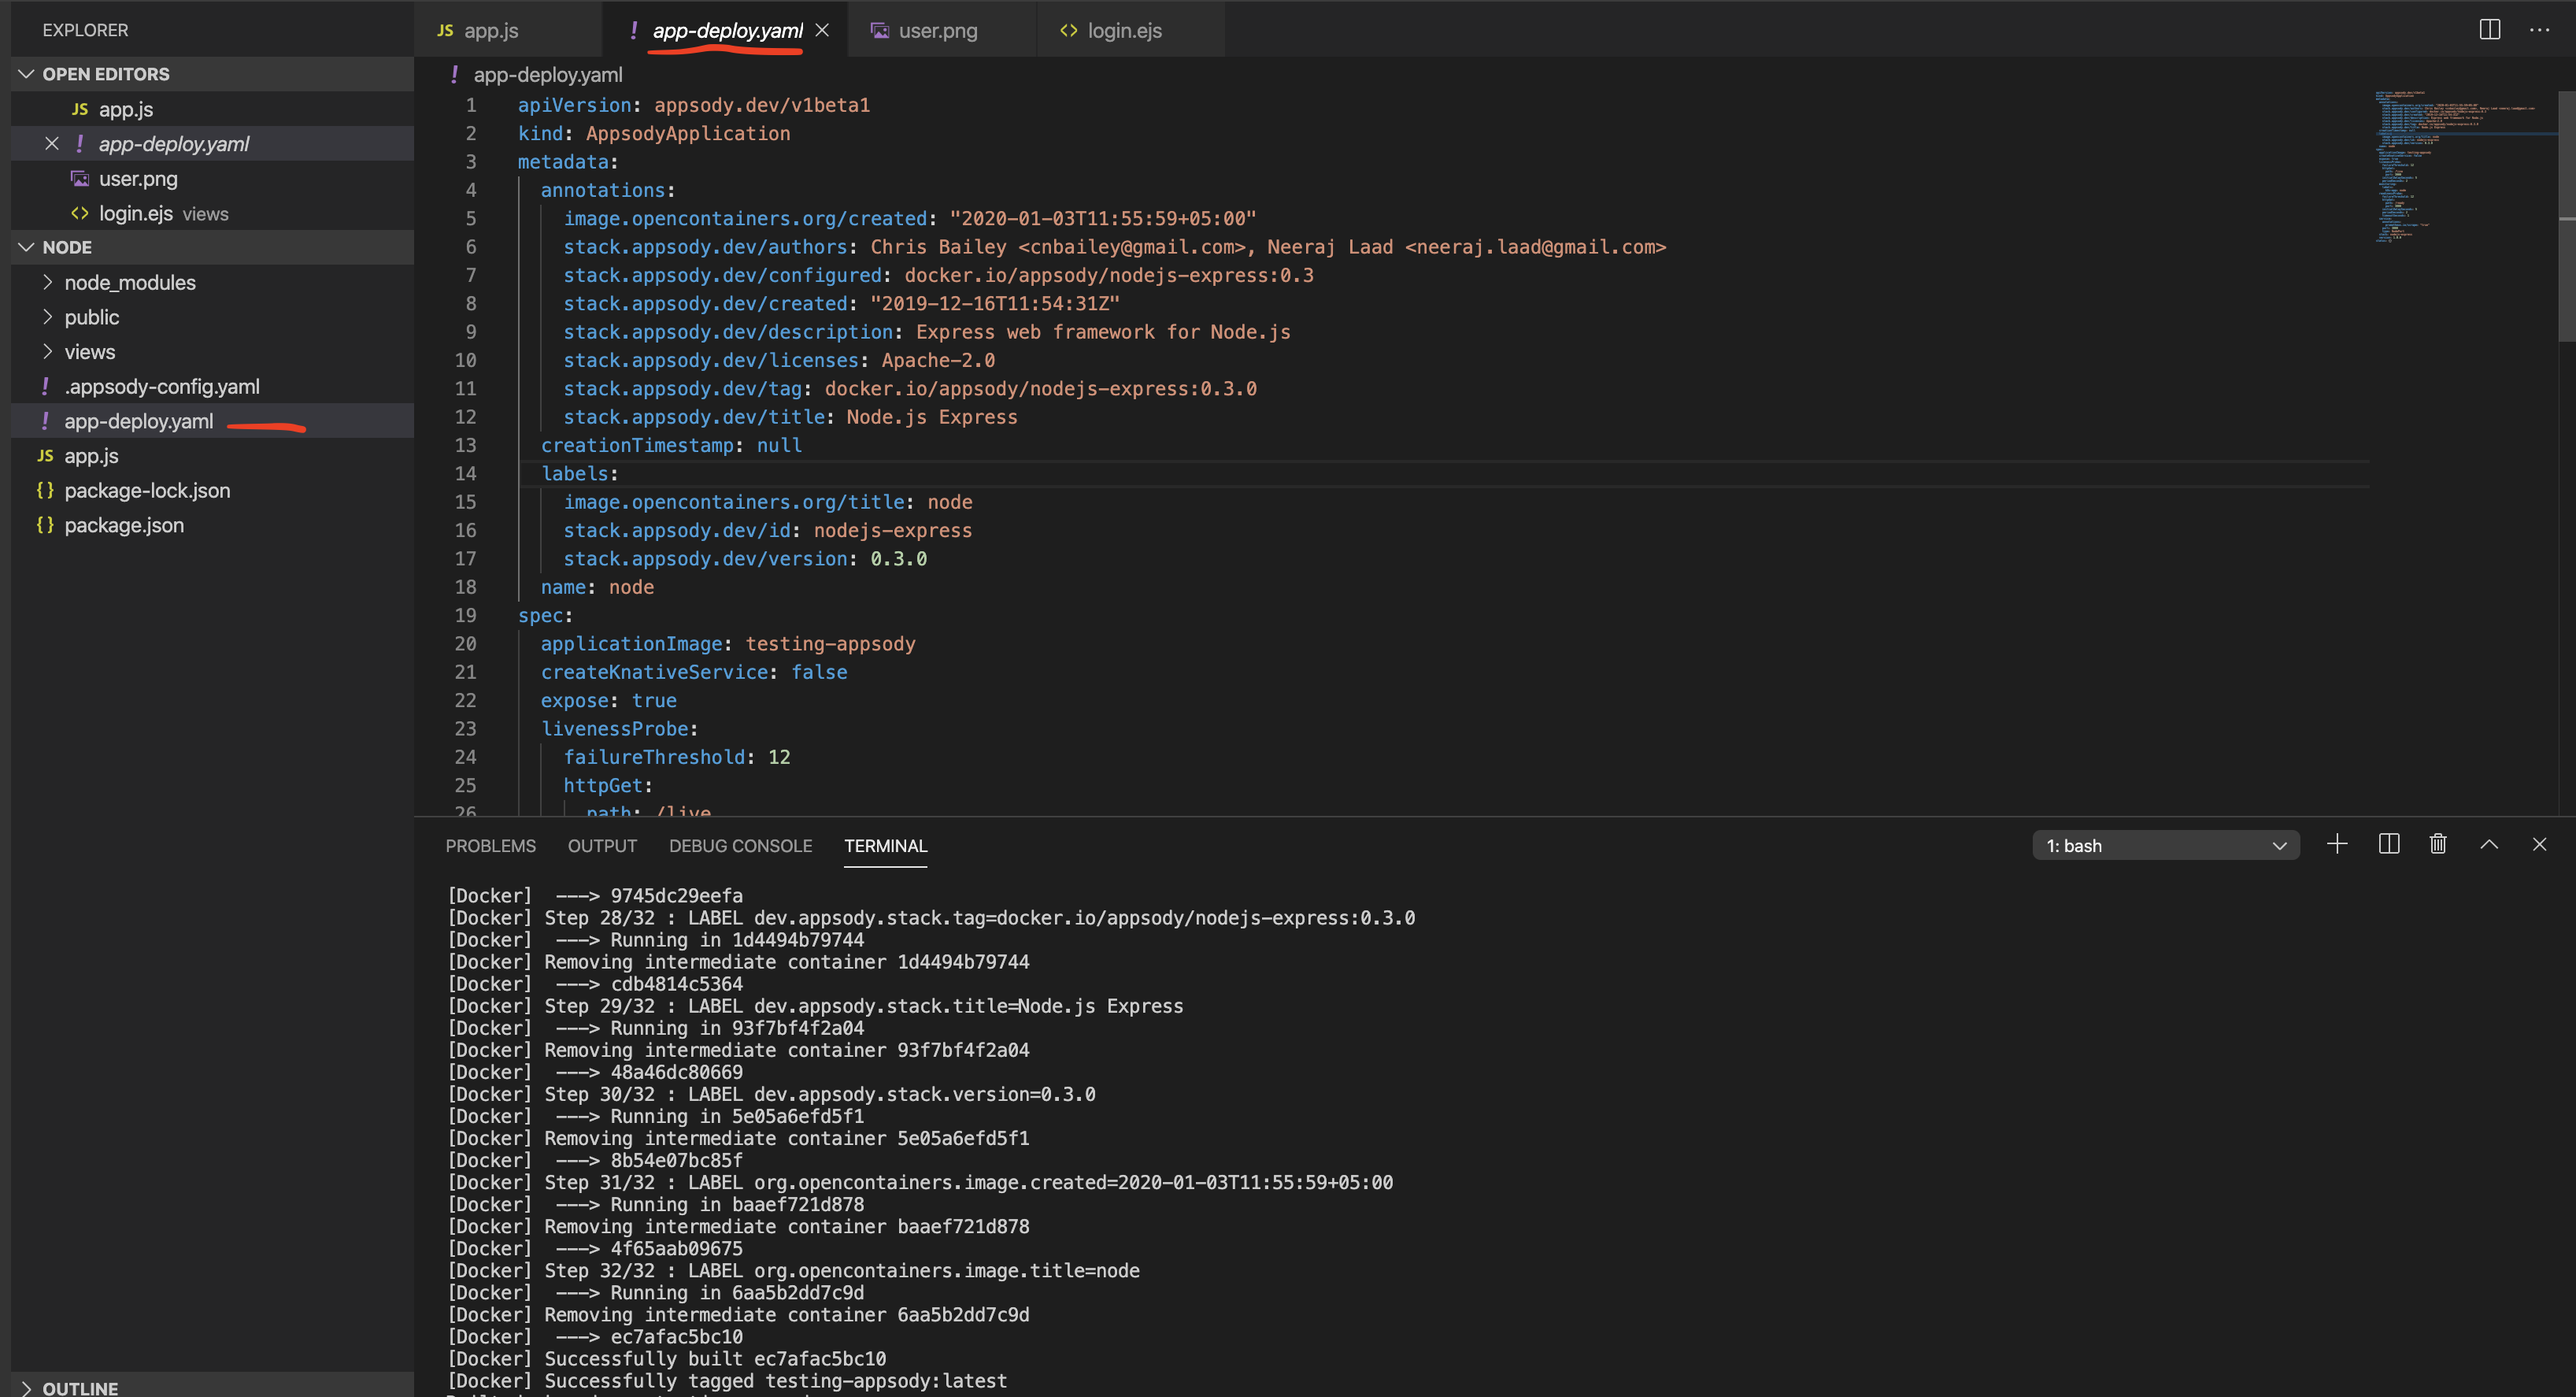 EXPLORER
OPEN EDITORS
JS app.js
! app-deploy.yaml
user.png
<> login.ejs views
NODE
node_modules
public
views
! .appsody-config.yaml
! app-deploy.yaml
JS app.js
{} package-lock.json
{} package.json
OUTLINE
JS app.js
! app-deploy.yaml
user.png
<> login.ejs
! app-deploy.yaml
1 apiVersion: appsody.dev/v1beta1
2 kind: AppsodyApplication
3 metadata:
4 annotations:
5 image.opencontainers.org/created: "2020-01-03T11:55:59+05:00"
6 stack.appsody.dev/authors: Chris Bailey <cnbailey@gmail.com>, Neeraj Laad <neeraj.laad@gmail.com>
7 stack.appsody.dev/configured: docker.io/appsody/nodejs-express:0.3
8 stack.appsody.dev/created: "2019-12-16T11:54:31Z"
9 stack.appsody.dev/description: Express web framework for Node.js
10 stack.appsody.dev/licenses: Apache-2.0
11 stack.appsody.dev/tag: docker.io/appsody/nodejs-express:0.3.0
12 stack.appsody.dev/title: Node.js Express
13 creationTimestamp: null
14 labels:
15 image.opencontainers.org/title: node
16 stack.appsody.dev/id: nodejs-express
17 stack.appsody.dev/version: 0.3.0
18 name: node
19 spec:
20 applicationImage: testing-appsody
21 createKnativeService: false
22 expose: true
23 livenessProbe:
24 failureThreshold: 12
25 httpGet:
26 path: /live
PROBLEMS OUTPUT DEBUG CONSOLE TERMINAL
1: bash
[Docker] ---> 9745dc29eefa
[Docker] Step 28/32 : LABEL dev.appsody.stack.tag=docker.io/appsody/nodejs-express:0.3.0
[Docker] ---> Running in 1d4494b79744
[Docker] Removing intermediate container 1d4494b79744
[Docker] ---> cdb4814c5364
[Docker] Step 29/32 : LABEL dev.appsody.stack.title=Node.js Express
[Docker] ---> Running in 93f7bf4f2a04
[Docker] Removing intermediate container 93f7bf4f2a04
[Docker] ---> 48a46dc80669
[Docker] Step 30/32 : LABEL dev.appsody.stack.version=0.3.0
[Docker] ---> Running in 5e05a6efd5f1
[Docker] Removing intermediate container 5e05a6efd5f1
[Docker] ---> 8b54e07bc85f
[Docker] Step 31/32 : LABEL org.opencontainers.image.created=2020-01-03T11:55:59+05:00
[Docker] ---> Running in baaef721d878
[Docker] Removing intermediate container baaef721d878
[Docker] ---> 4f65aab09675
[Docker] Step 32/32 : LABEL org.opencontainers.image.title=node
[Docker] ---> Running in 6aa5b2dd7c9d
[Docker] Removing intermediate container 6aa5b2dd7c9d
[Docker] ---> ec7afac5bc10
[Docker] Successfully built ec7afac5bc10
[Docker] Successfully tagged testing-appsody:latest